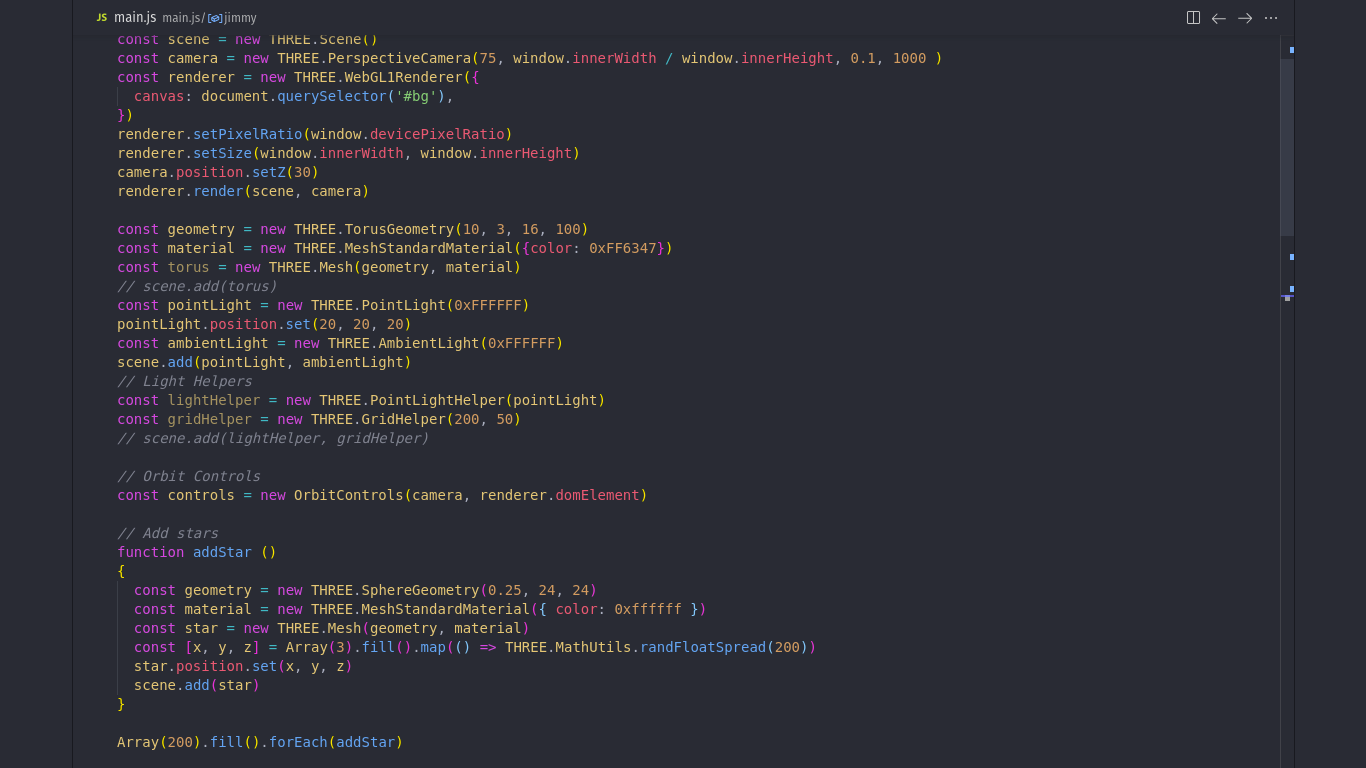 JS main.js main.js/ jimmy
const scene = new THREE.Scene()
const camera = new THREE.PerspectiveCamera(75, window.innerWidth / window.innerHeight, 0.1, 1000 )
const renderer = new THREE.WebGL1Renderer({
  canvas: document.querySelector('#bg'),
})
renderer.setPixelRatio(window.devicePixelRatio)
renderer.setSize(window.innerWidth, window.innerHeight)
camera.position.setZ(30)
renderer.render(scene, camera)
const geometry = new THREE.TorusGeometry(10, 3, 16, 100)
const material = new THREE.MeshStandardMaterial({color: 0xFF6347})
const torus = new THREE.Mesh(geometry, material)
// scene.add(torus)
const pointLight = new THREE.PointLight(0xFFFFFF)
pointLight.position.set(20, 20, 20)
const ambientLight = new THREE.AmbientLight(0xFFFFFF)
scene.add(pointLight, ambientLight)
// Light Helpers
const lightHelper = new THREE.PointLightHelper(pointLight)
const gridHelper = new THREE.GridHelper(200, 50)
// scene.add(lightHelper, gridHelper)
// Orbit Controls
const controls = new OrbitControls(camera, renderer.domElement)
// Add stars
function addStar ()
{
  const geometry = new THREE.SphereGeometry(0.25, 24, 24)
  const material = new THREE.MeshStandardMaterial({ color: 0xffffff })
  const star = new THREE.Mesh(geometry, material)
  const [x, y, z] = Array(3).fill().map(() => THREE.MathUtils.randFloatSpread(200))
  star.position.set(x, y, z)
  scene.add(star)
}
Array(200).fill().forEach(addStar)